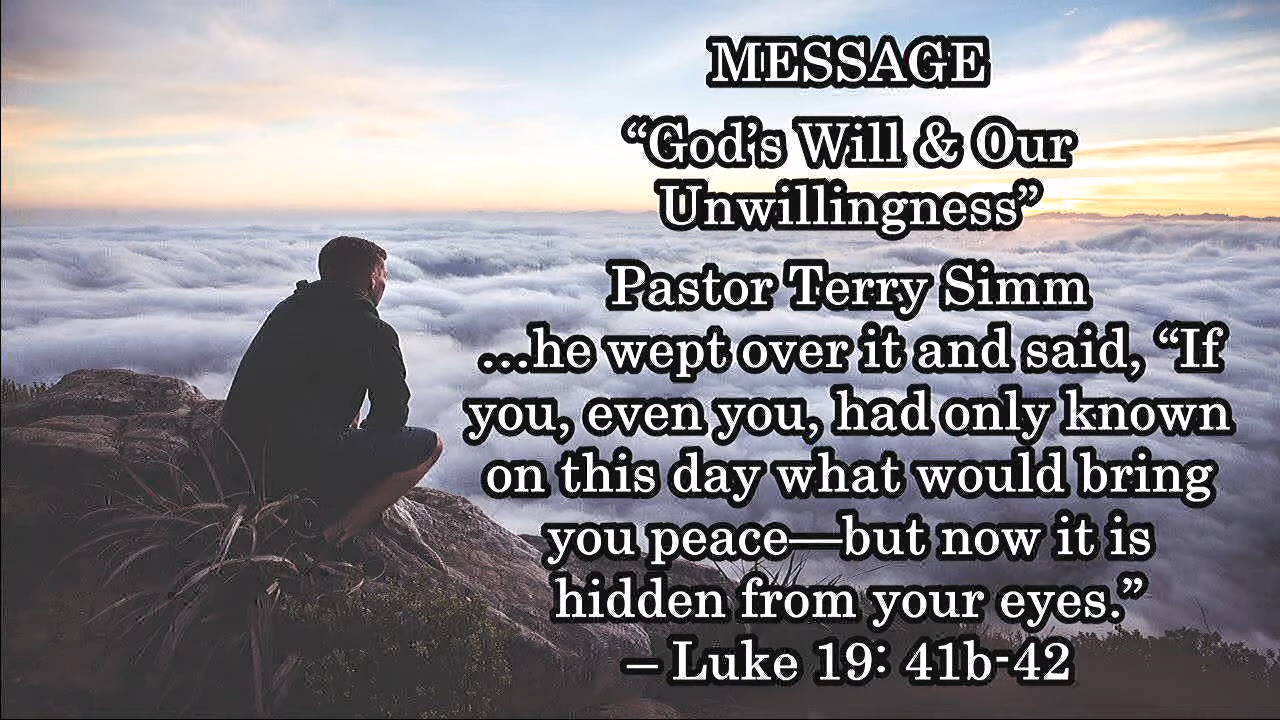 MESSAGE
“God’s Will & Our
Unwillingness”
Pastor Terry Simm
...he wept over it and said, “If
you, even you, had only known
on this day what would bring
you peace—but now it is
hidden from your eyes.”
– Luke 19: 41b-42